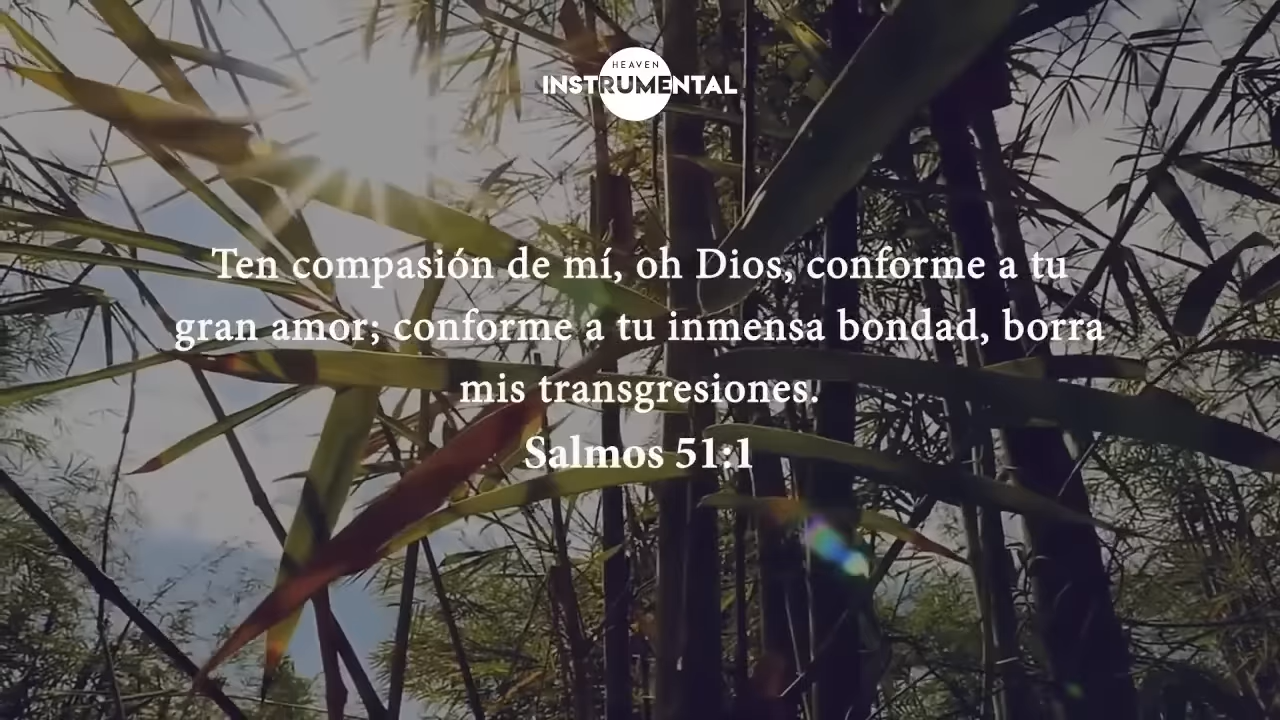 HEAVEN
INSTRUMENTAL
Ten compasión de mí, oh Dios, conforme a tu
gran amor; conforme a tu inmensa bondad, borra
mis transgresiones.
Salmos 51:1